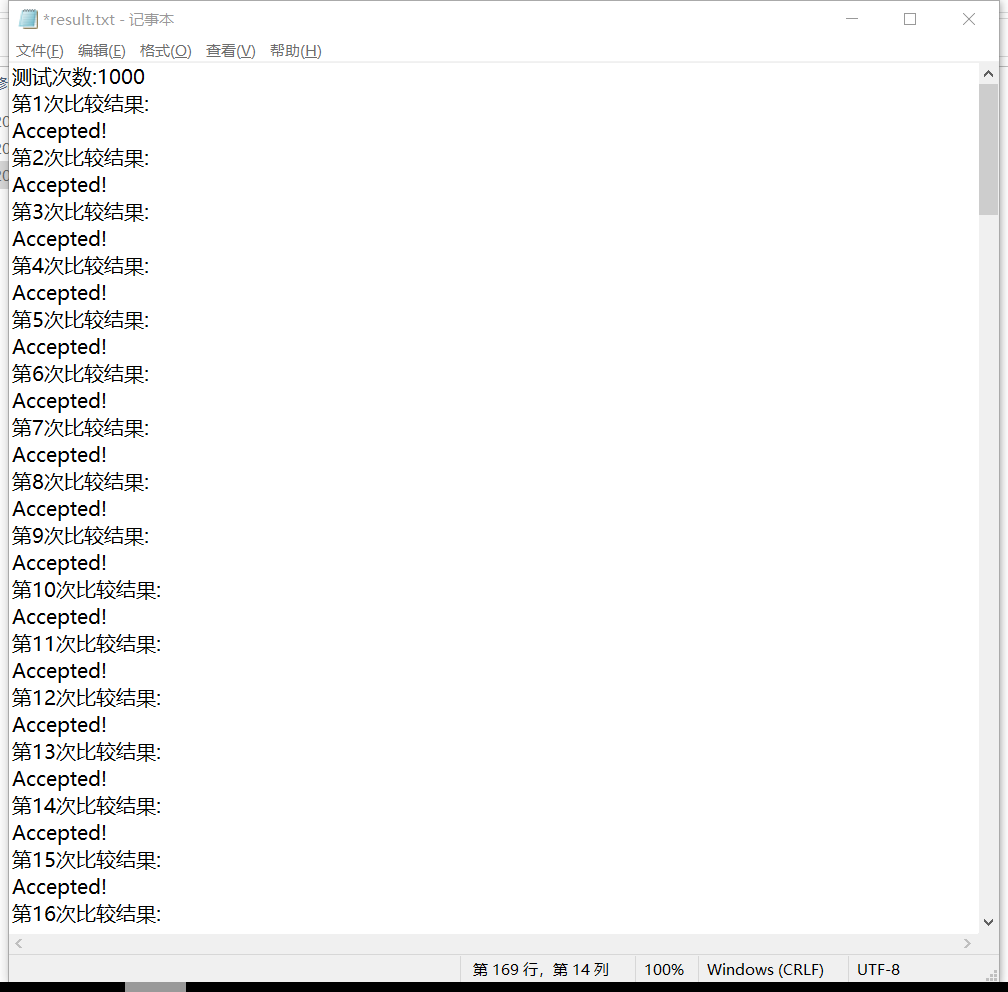 *result.txt - 记事本
文件(F) 编辑(E) 格式(O) 查看(V) 帮助(H)
测试次数:1000
第1次比较结果:
Accepted!
第2次比较结果:
Accepted!
第3次比较结果:
Accepted!
第4次比较结果:
Accepted!
第5次比较结果:
Accepted!
第6次比较结果:
Accepted!
第7次比较结果:
Accepted!
第8次比较结果:
Accepted!
第9次比较结果:
Accepted!
第10次比较结果:
Accepted!
第11次比较结果:
Accepted!
第12次比较结果:
Accepted!
第13次比较结果:
Accepted!
第14次比较结果:
Accepted!
第15次比较结果:
Accepted!
第16次比较结果:
第 169 行，第 14 列 100% Windows (CRLF) UTF-8